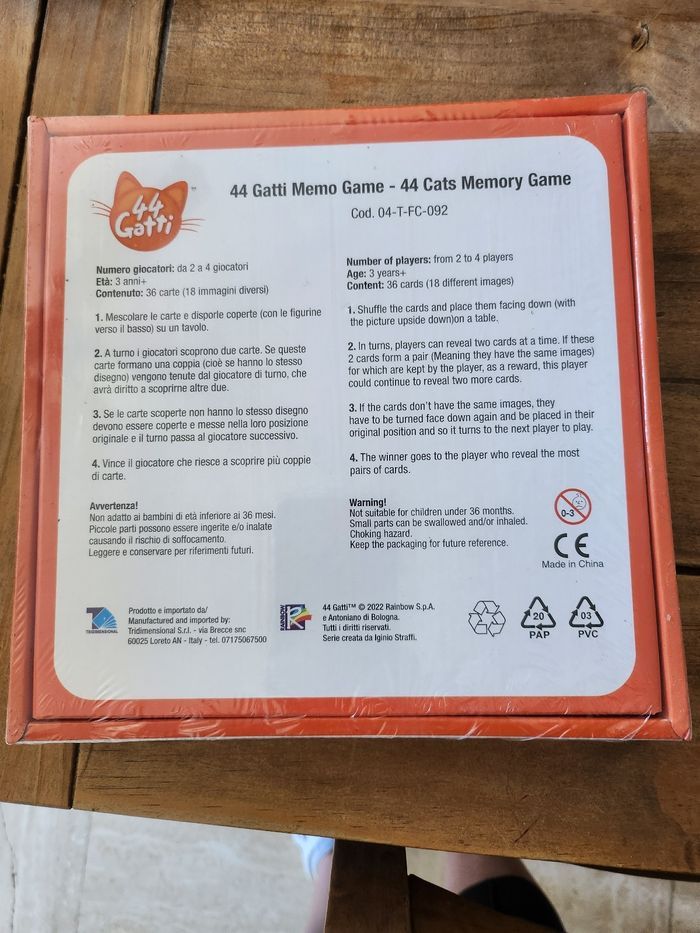 44
Gatti
™
44 Gatti Memo Game - 44 Cats Memory Game
Cod. 04-T-FC-092
Numero giocatori: da 2 a 4 giocatori
Età: 3 anni+
Contenuto: 36 carte (18 immagini diversi)
1. Mescolare le carte e disporle coperte (con le figurine
verso il basso) su un tavolo.
2. A turno i giocatori scoprono due carte. Se queste
carte formano una coppia (cioè se hanno lo stesso
disegno) vengono tenute dal giocatore di turno, che
avrà diritto a scoprirne altre due.
3. Se le carte scoperte non hanno lo stesso disegno
devono essere coperte e messe nella loro posizione
originale e il turno passa al giocatore successivo.
4. Vince il giocatore che riesce a scoprire più coppie
di carte.
Avvertenza!
Non adatto ai bambini di età inferiore ai 36 mesi.
Piccole parti possono essere ingerite e/o inalate
causando il rischio di soffocamento.
Leggere e conservare per riferimenti futuri.
Number of players: from 2 to 4 players
Age: 3 years+
Content: 36 cards (18 different images)
1. Shuffle the cards and place them facing down (with
the picture upside down)on a table.
2. In turns, players can reveal two cards at a time. If these
2 cards form a pair (Meaning they have the same images)
for which are kept by the player, as a reward, this player
could continue to reveal two more cards.
3. If the cards don't have the same images, they
have to be turned face down again and be placed in their
original position and so it turns to the next player to play.
4. The winner goes to the player who reveal the most
pairs of cards.
Warning!
Not suitable for children under 36 months.
Small parts can be swallowed and/or inhaled.
Choking hazard.
Keep the packaging for future reference.
0-3
CE
Made in China
TRIDIMENSIONAL
Prodotto e importato da/
Manufactured and imported by:
Tridimensional S.r.l. - via Brecce snc
60025 Loreto AN - Italy - tel. 07175067500
RAINBOW
R
44 Gatti™ © 2022 Rainbow S.p.A.
e Antoniano di Bologna.
Tutti i diritti riservati.
Serie creata da Iginio Straffi.
20
PAP
03
PVC